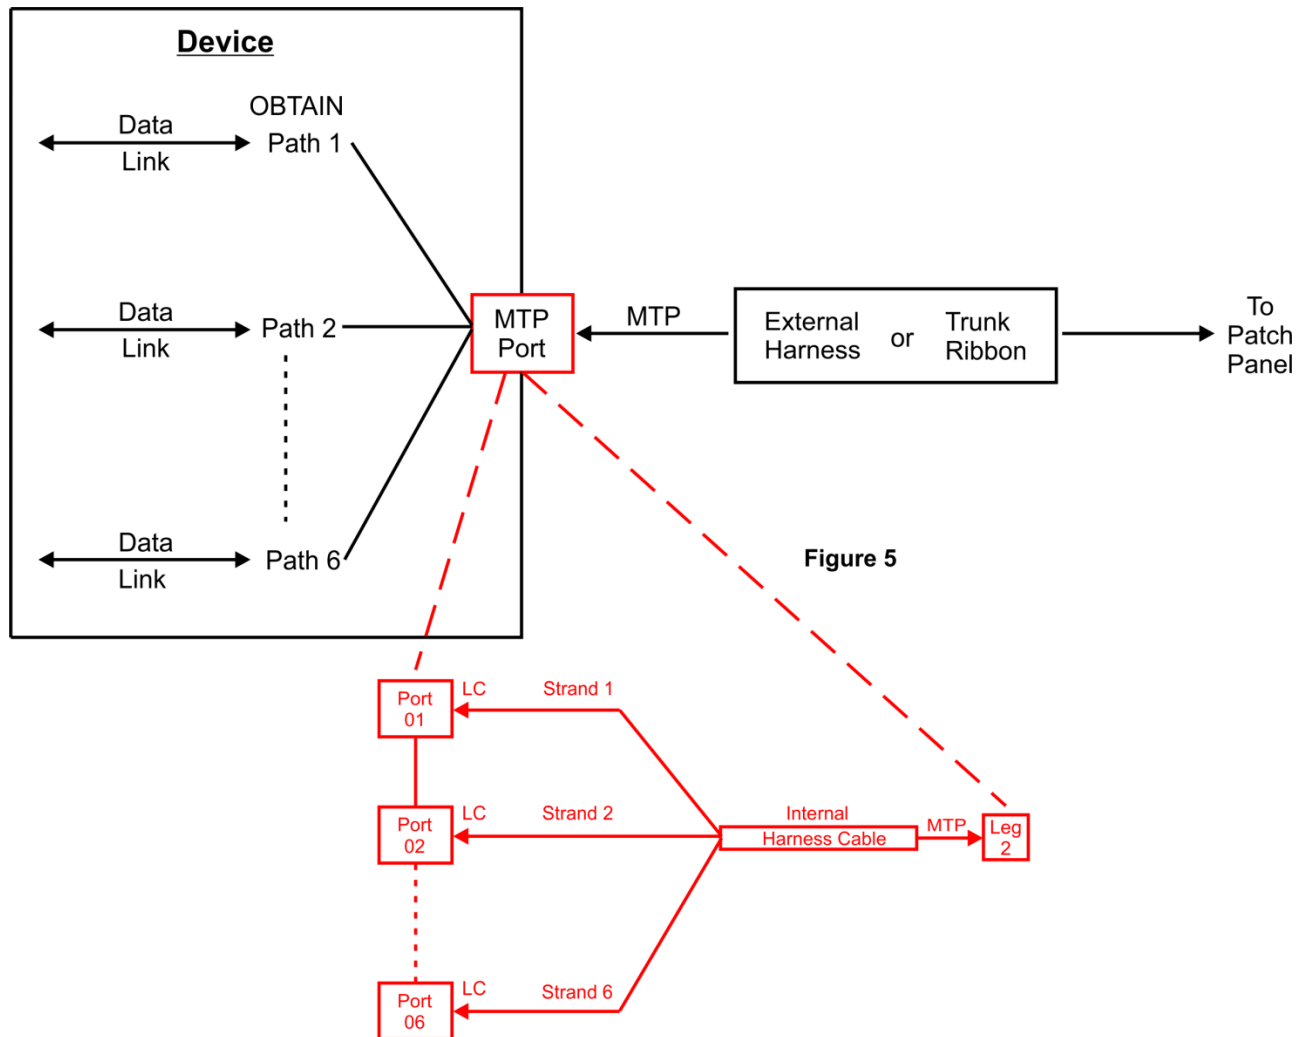 Device
OBTAIN
Data
Link
Path 1
Data
Link
Path 2
Data
Link
Path 6
MTP
Port
MTP
External
Harness
or
Trunk
Ribbon
To
Patch
Panel
Figure 5
Port
01
LC
Strand 1
Port
02
LC
Strand 2
Internal
Harness Cable
MTP
Leg
2
Port
06
LC
Strand 6